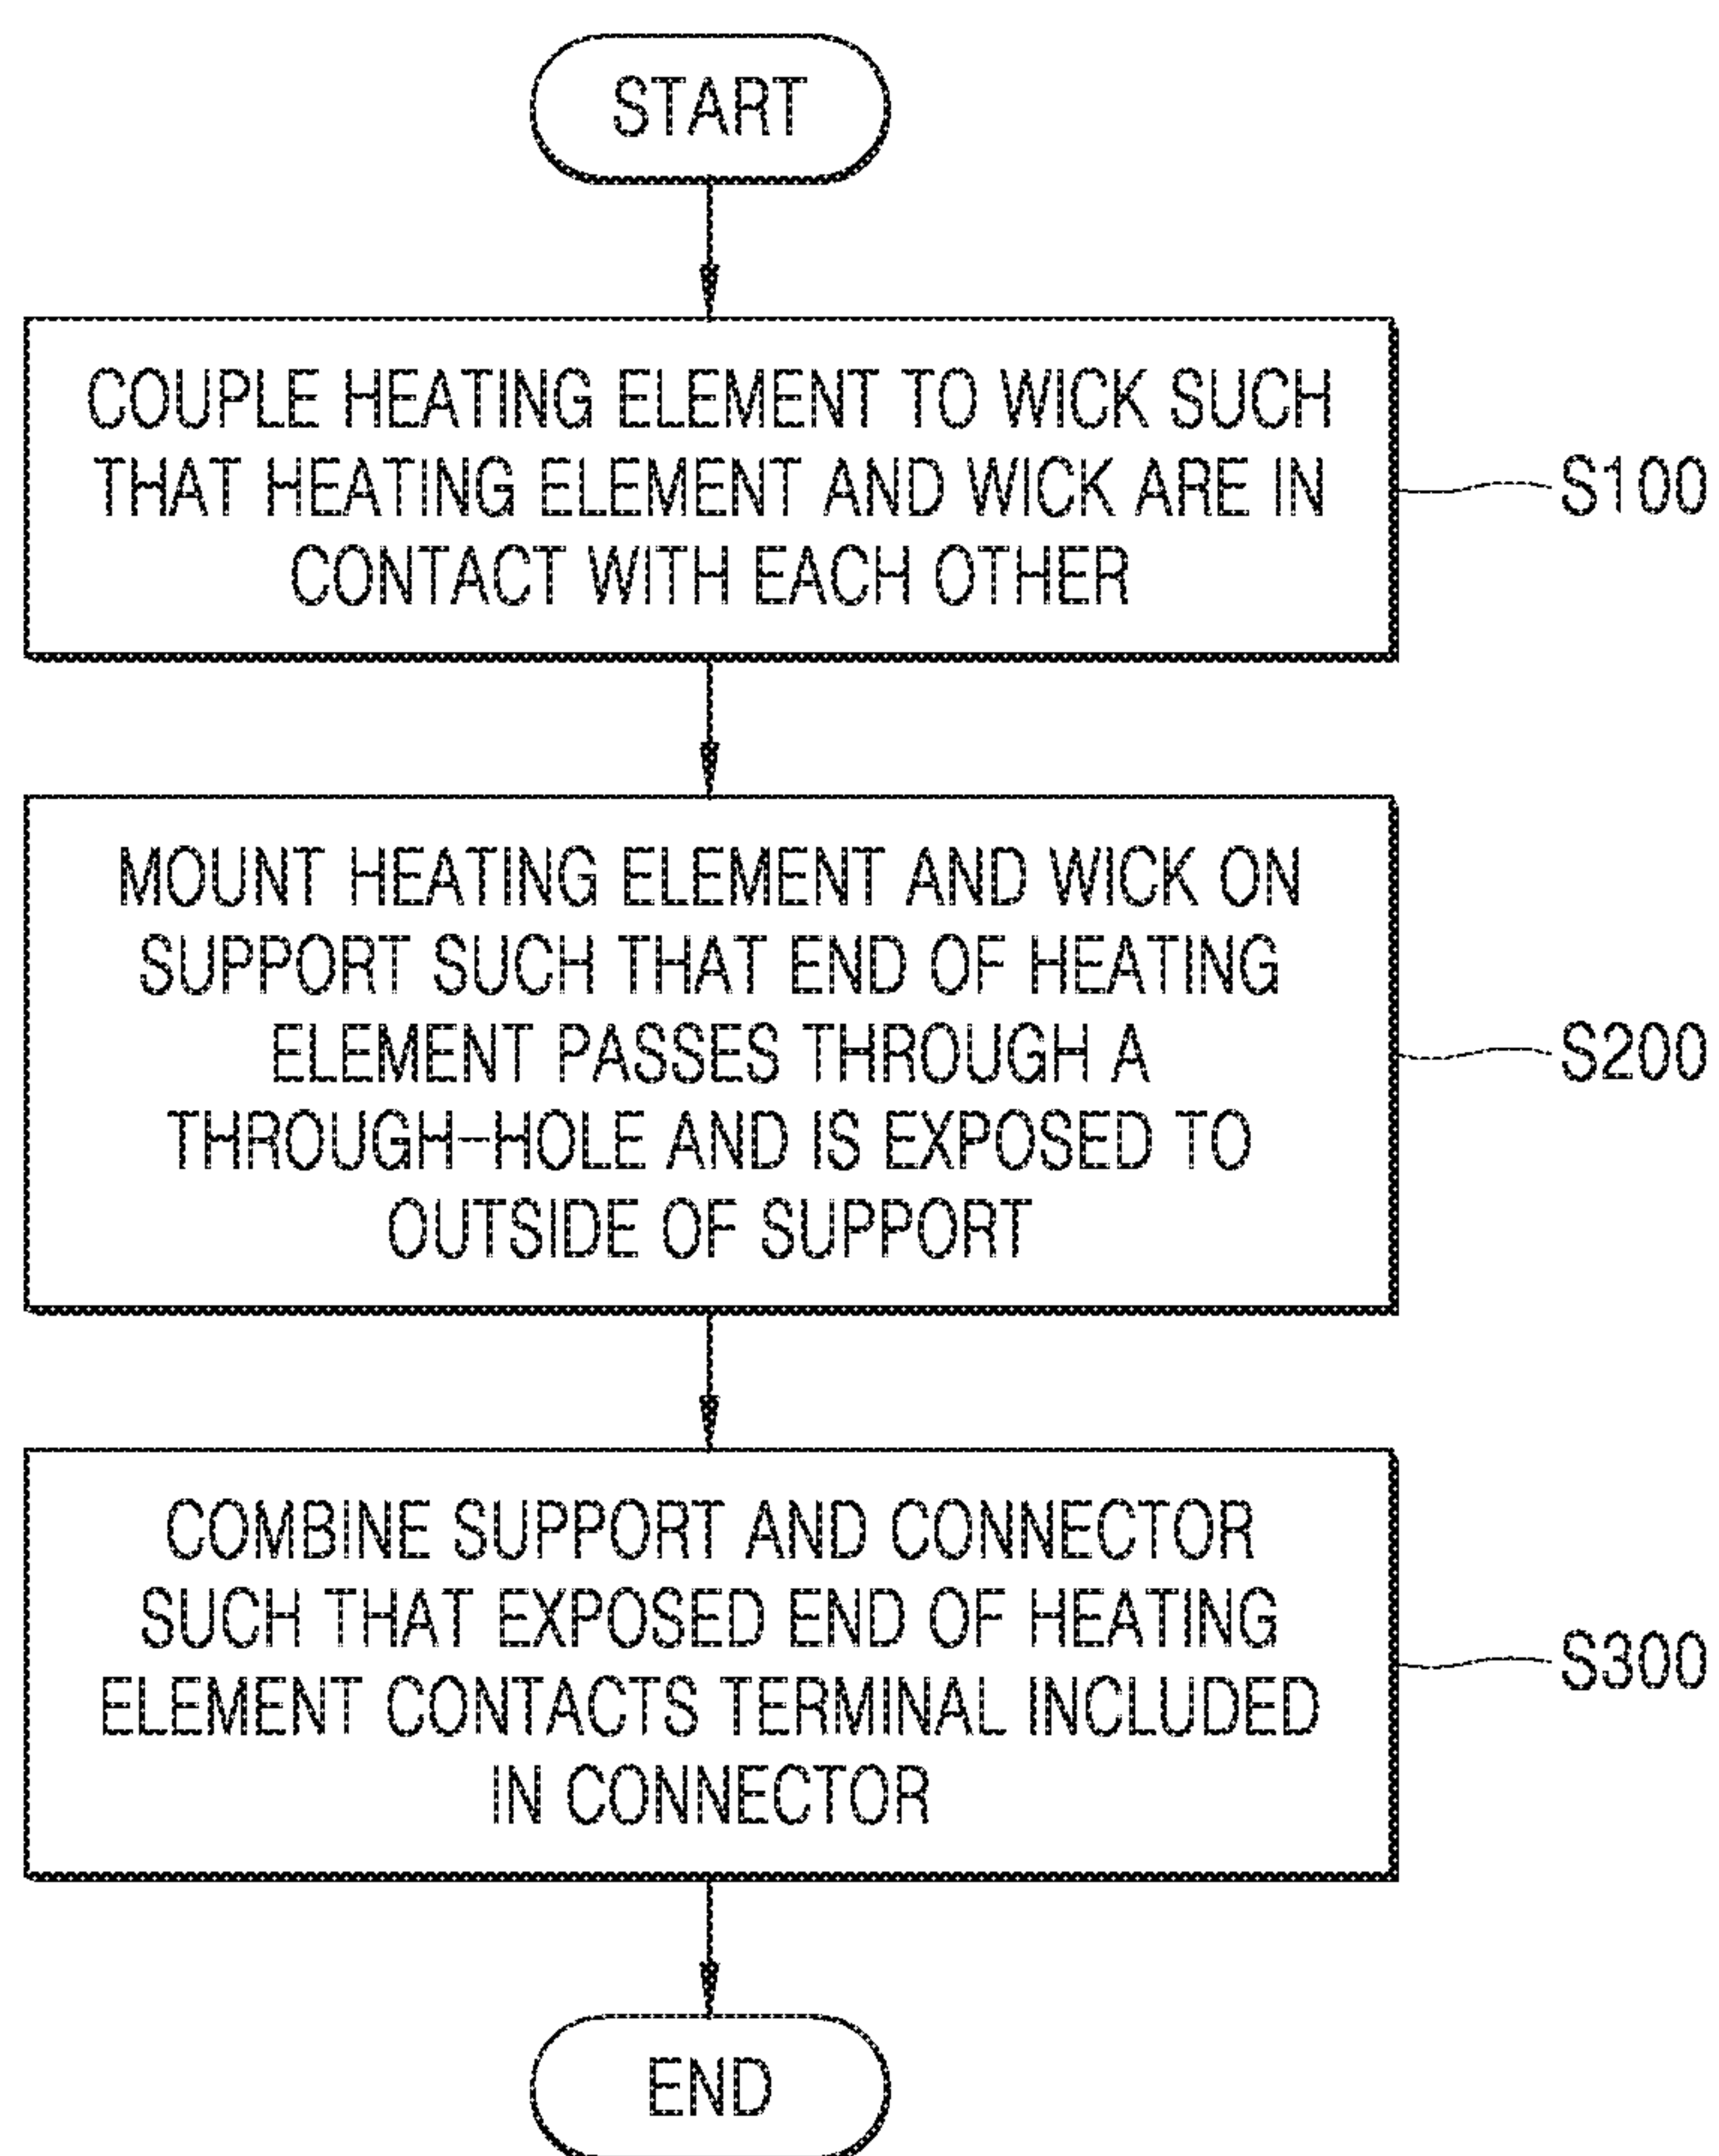 START
COUPLE HEATING ELEMENT TO WICK SUCH
THAT HEATING ELEMENT AND WICK ARE IN
CONTACT WITH EACH OTHER
S100
MOUNT HEATING ELEMENT AND WICK ON
SUPPORT SUCH THAT END OF HEATING
ELEMENT PASSES THROUGH A
THROUGH-HOLE AND IS EXPOSED TO
OUTSIDE OF SUPPORT
S200
COMBINE SUPPORT AND CONNECTOR
SUCH THAT EXPOSED END OF HEATING
ELEMENT CONTACTS TERMINAL INCLUDED
IN CONNECTOR
S300
END